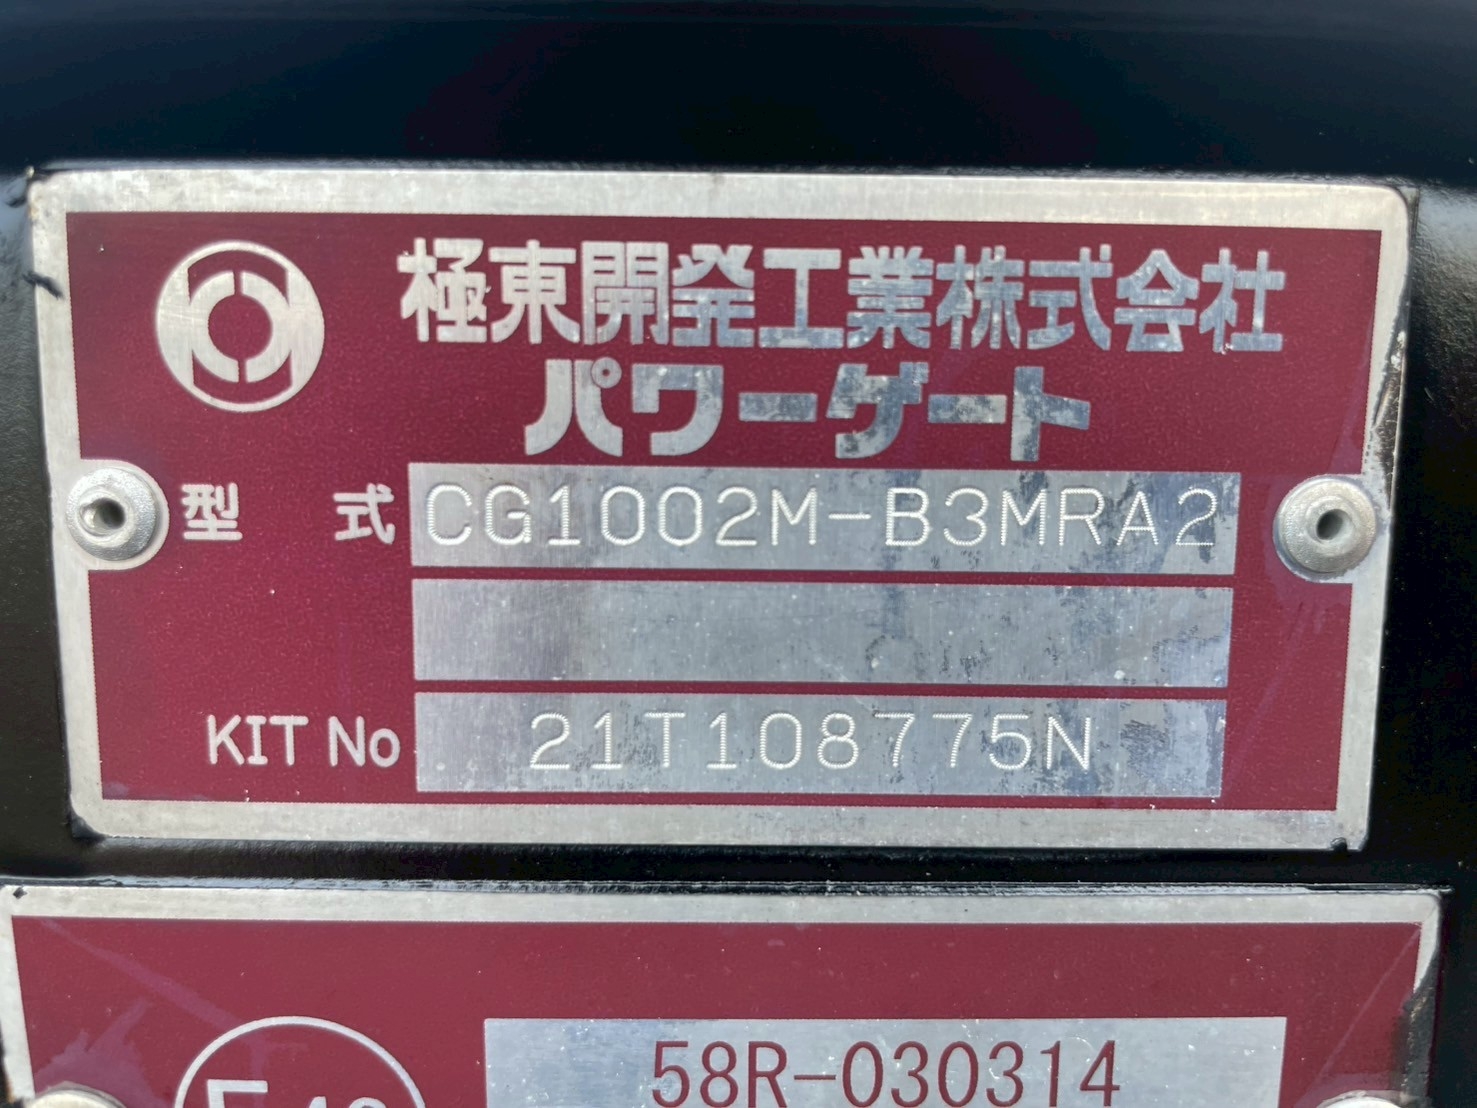 極東開発工業株式会社
パワーゲート
型式 CG1002M-B3MRA2
KIT No 21T108775N
58R-030314